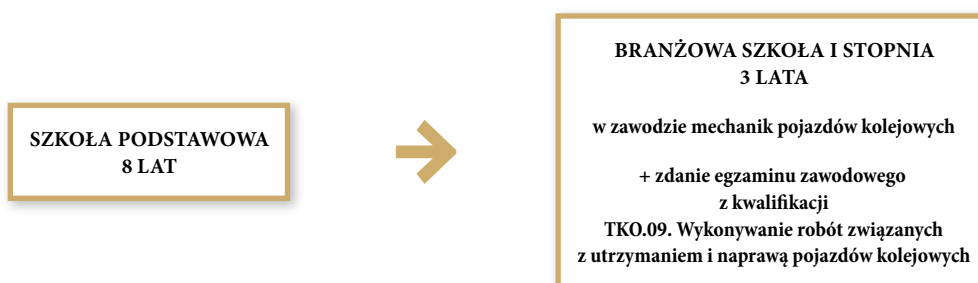 SZKOŁA PODSTAWOWA
8 LAT
BRANŻOWA SZKOŁA I STOPNIA
3 LATA
w zawodzie mechanik pojazdów kolejowych
+ zdanie egzaminu zawodowego
z kwalifikacji
TKO.09. Wykonywanie robót związanych
z utrzymaniem i naprawą pojazdów kolejowych